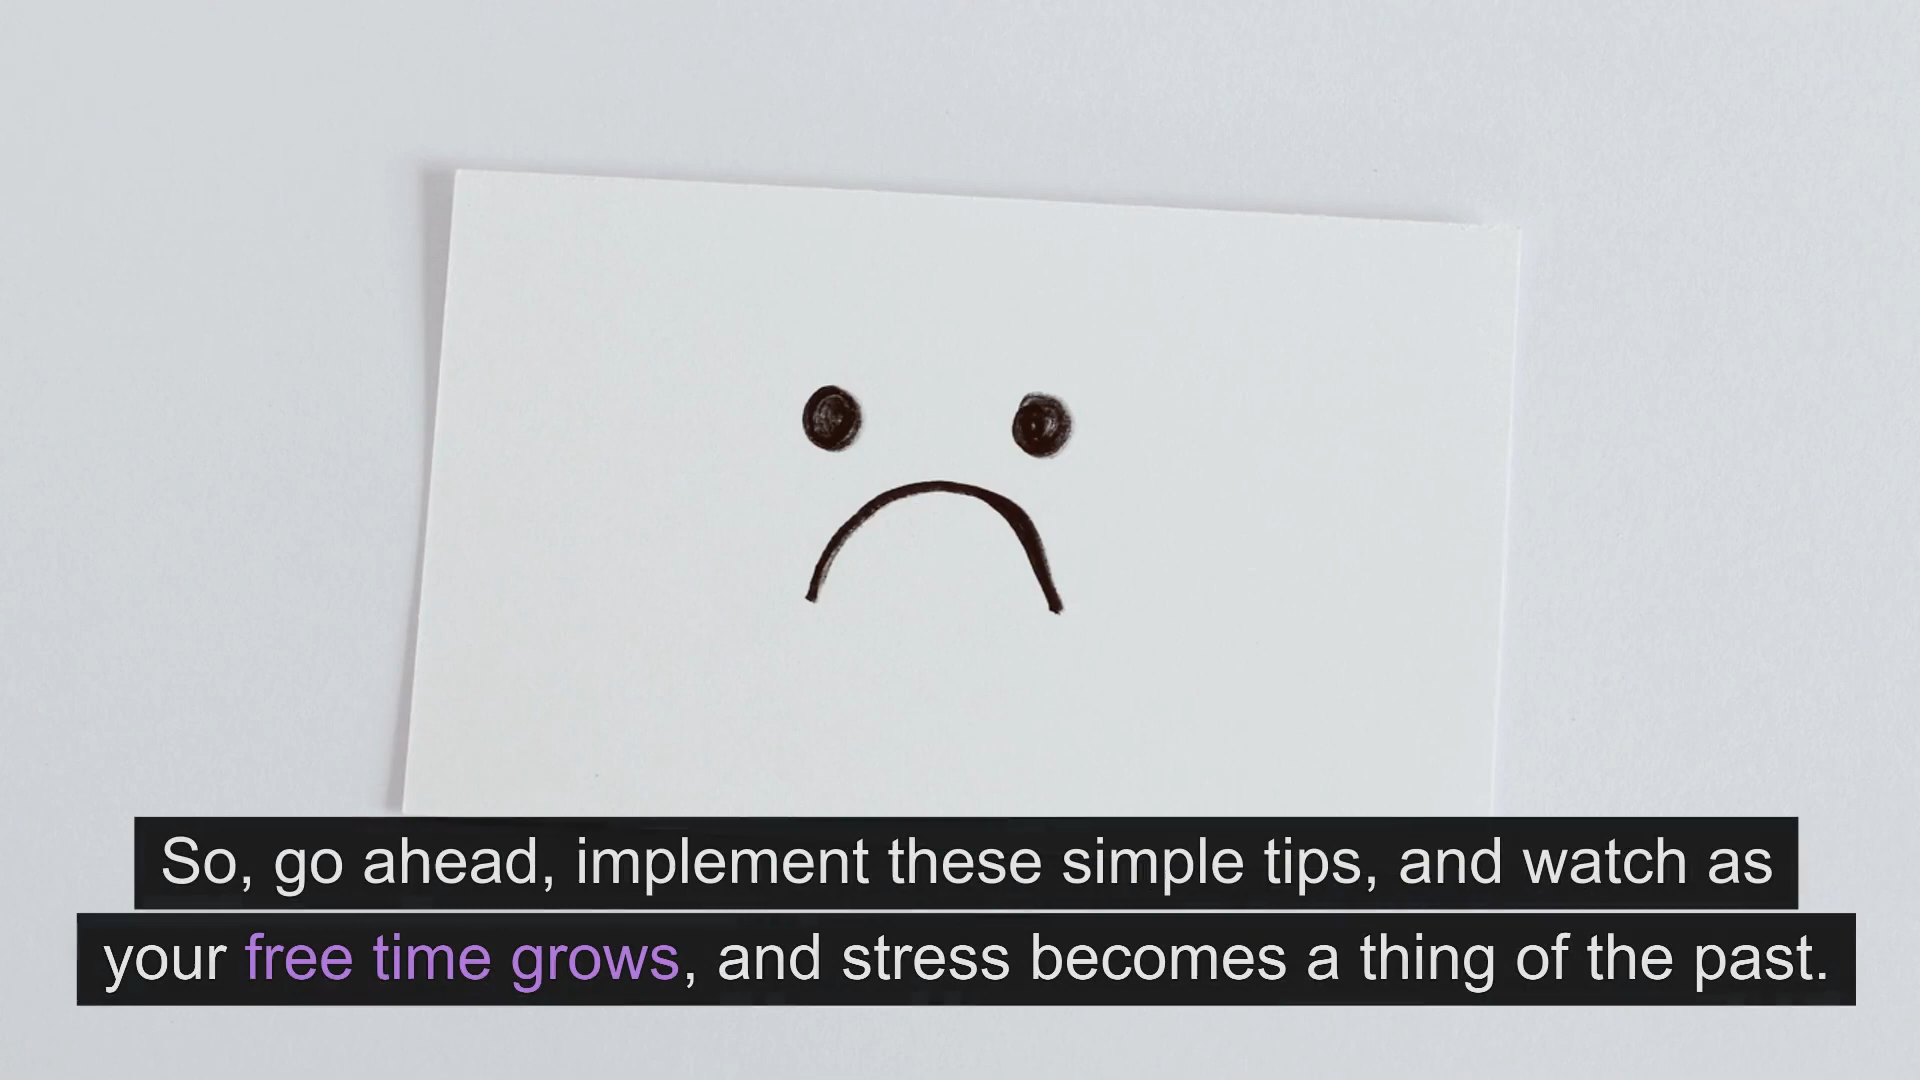 So, go ahead, implement these simple tips, and watch as
your free time grows, and stress becomes a thing of the past.